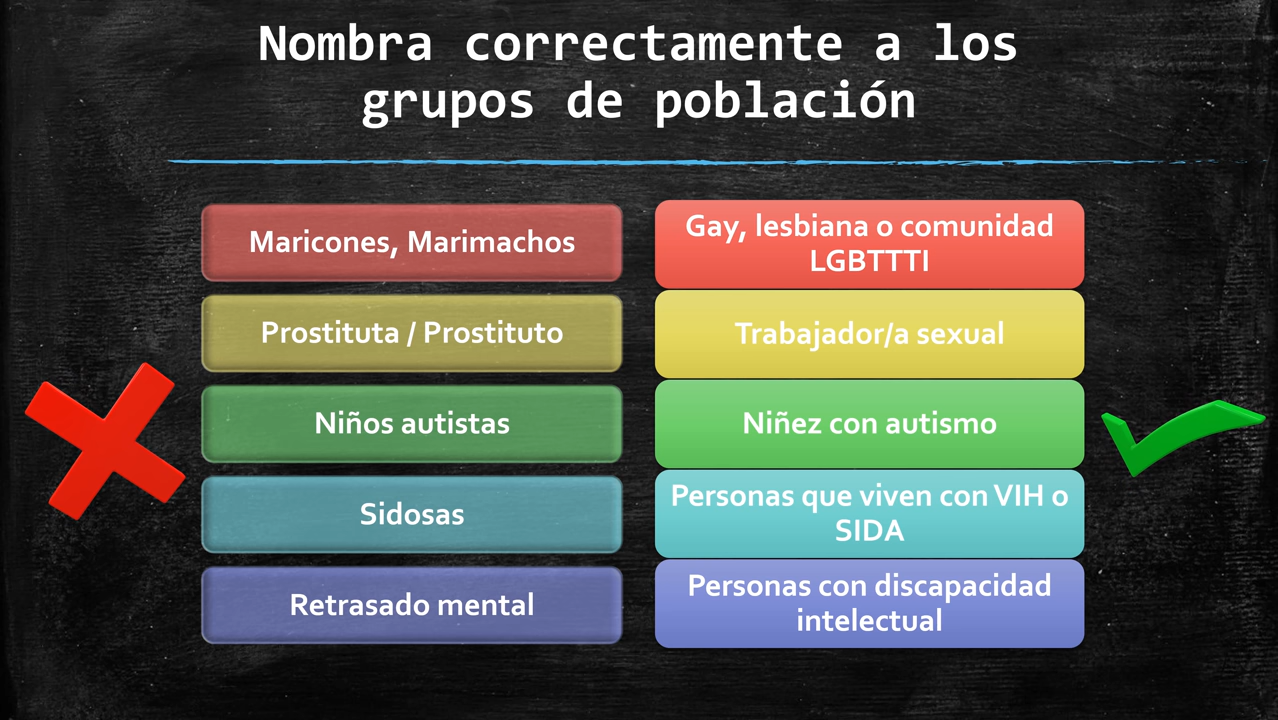 Nombra correctamente a los
grupos de población
Maricones, Marimachos
Gay, lesbiana o comunidad
LGBTTTI
Prostituta / Prostituto
Trabajador/a sexual
Niños autistas
Niñez con autismo
Sidosas
Personas que viven con VIH o
SIDA
Retrasado mental
Personas con discapacidad
intelectual